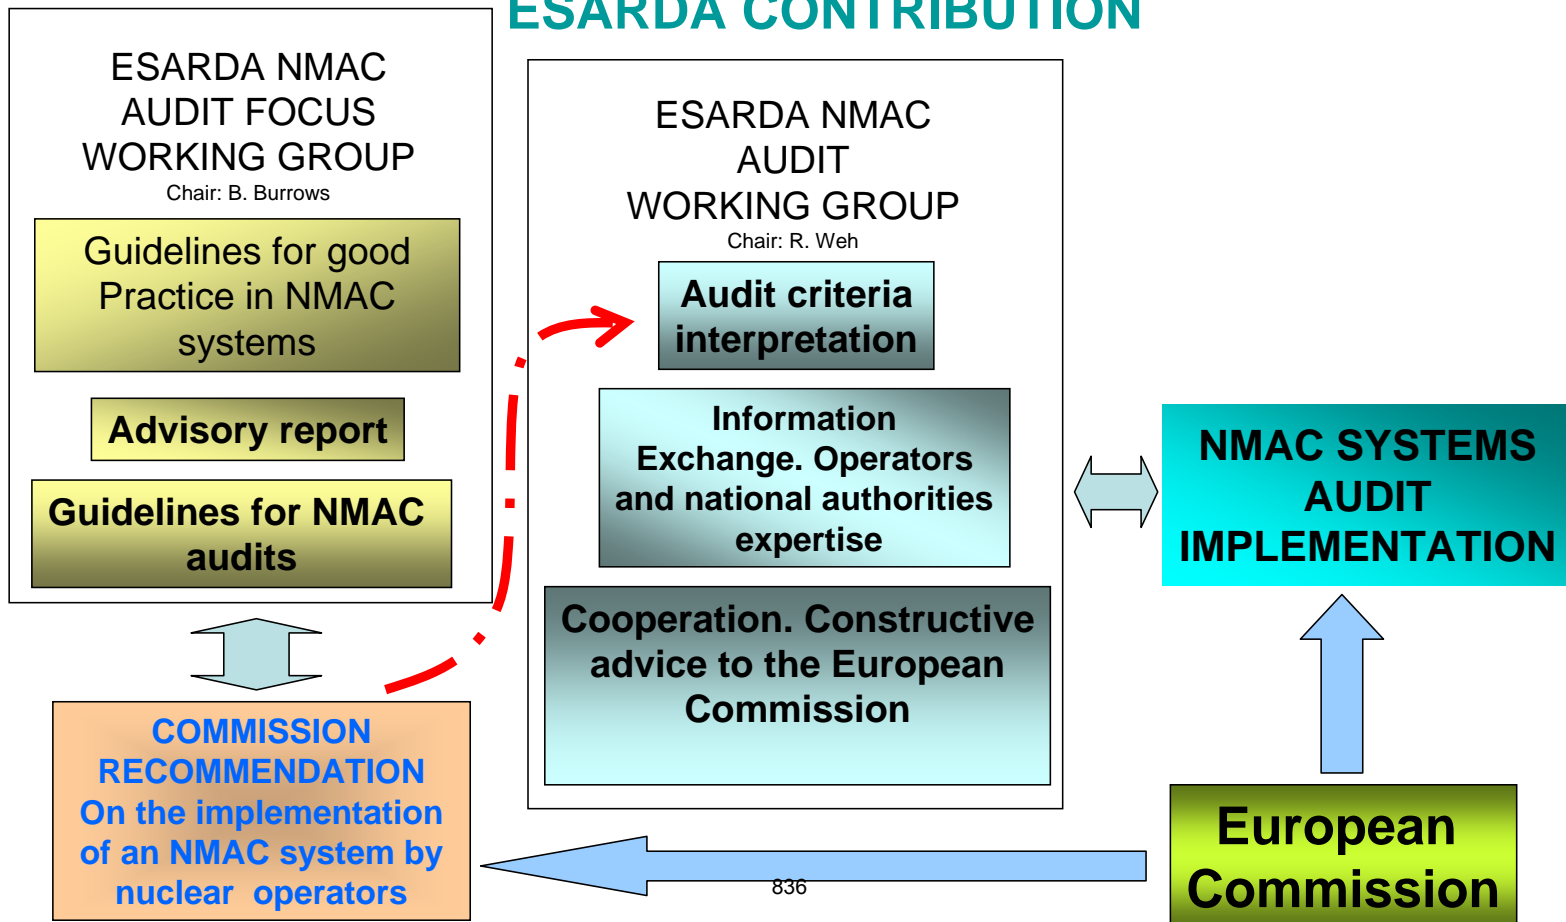 ESARDA CONTRIBUTION
ESARDA NMAC
AUDIT FOCUS
WORKING GROUP
Chair: B. Burrows
Guidelines for good
Practice in NMAC
systems
Advisory report
Guidelines for NMAC
audits
COMMISSION
RECOMMENDATION
On the implementation
of an NMAC system by
nuclear operators
ESARDA NMAC
AUDIT
WORKING GROUP
Chair: R. Weh
Audit criteria
interpretation
Information
Exchange. Operators
and national authorities
expertise
Cooperation. Constructive
advice to the European
Commission
NMAC SYSTEMS
AUDIT
IMPLEMENTATION
European
Commission
836